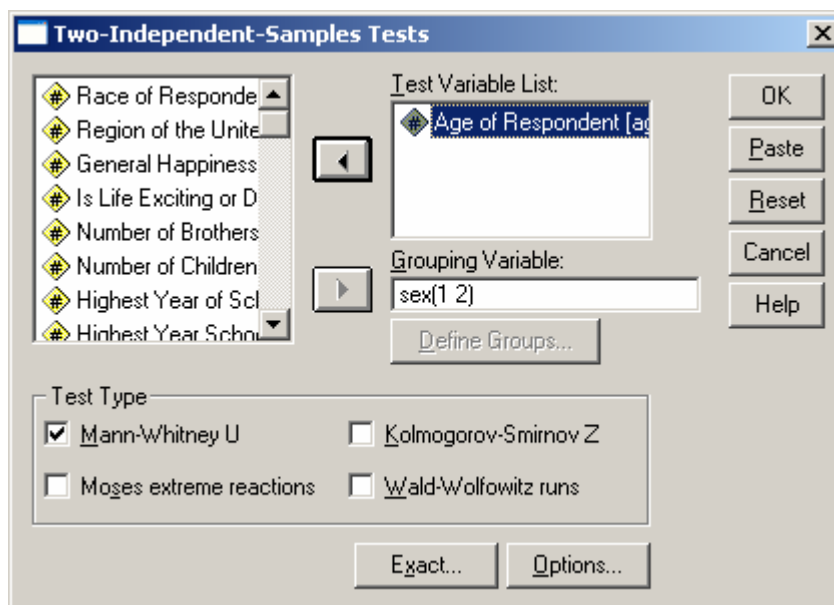 Two-Independent-Samples Tests
Race of Responde
Region of the Unite
General Happiness
Is Life Exciting or D
Number of Brothers
Number of Children
Highest Year of Scl
Highest Year Schoo
Test Variable List:
Age of Respondent [ag
Grouping Variable:
sex(1 2)
Define Groups...
OK
Paste
Reset
Cancel
Help
Test Type
Mann-Whitney U
Kolmogorov-Smirnov Z
Moses extreme reactions
Wald-Wolfowitz runs
Exact...
Options...